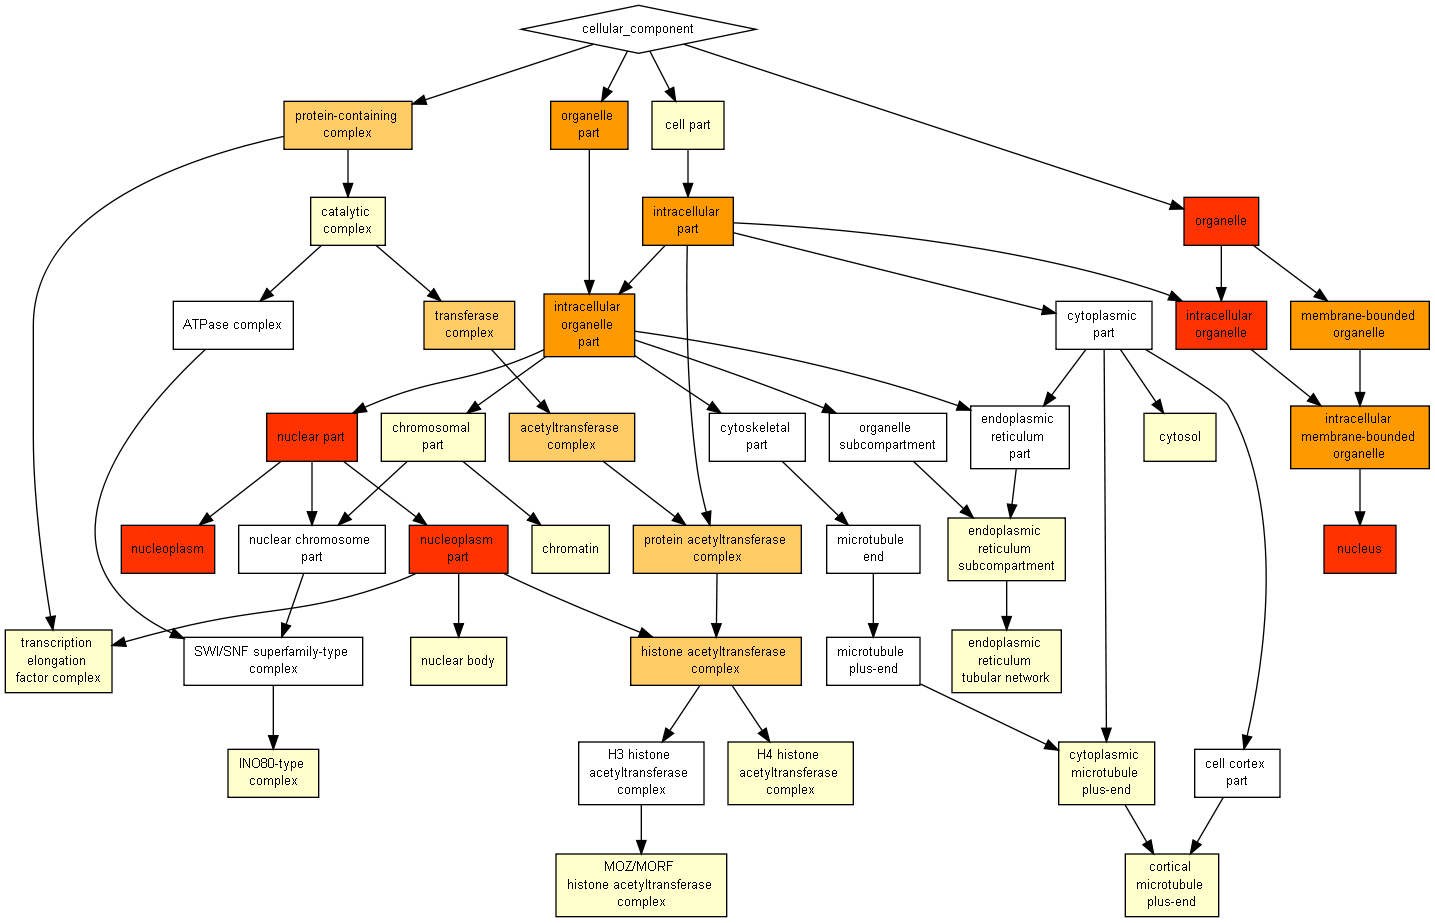 cellular_component
protein-containing
complex
organelle
part
cell part
catalytic
complex
intracellular
part
organelle
ATPase complex
transferase
complex
intracellular
organelle
part
cytoplasmic
part
intracellular
organelle
membrane-bounded
organelle
nuclear part
chromosomal
part
acetyltransferase
complex
cytoskeletal
part
organelle
subcompartment
endoplasmic
reticulum
part
cytosol
intracellular
membrane-bounded
organelle
nucleoplasm
nuclear chromosome
part
nucleoplasm
part
chromatin
protein acetyltransferase
complex
microtubule
end
endoplasmic
reticulum
subcompartment
nucleus
transcription
elongation
factor complex
SWI/SNF superfamily-type
complex
nuclear body
histone acetyltransferase
complex
microtubule
plus-end
endoplasmic
reticulum
tubular network
INO80-type
complex
H3 histone
acetyltransferase
complex
H4 histone
acetyltransferase
complex
cytoplasmic
microtubule
plus-end
cell cortex
part
MOZ/MORF
histone acetyltransferase
complex
cortical
microtubule
plus-end